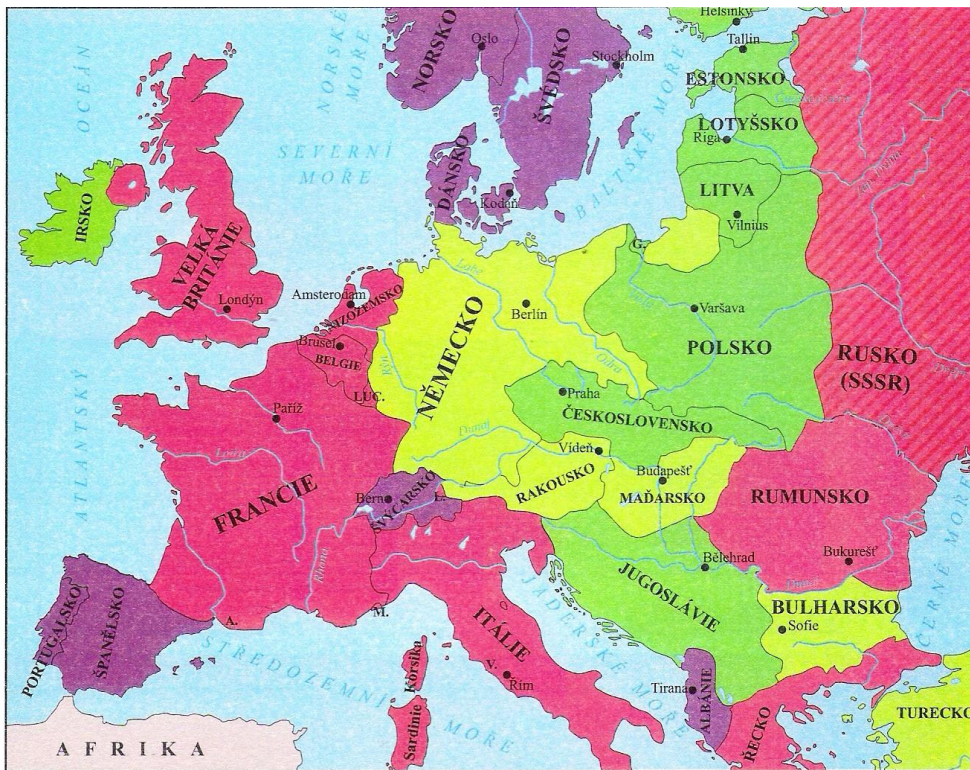 Helsinky
Tallin
NORSKO
Oslo
ŠVÉDSKO
Stockholm
ESTONSKO
OCEÁN
NORSKÉ
MOŘE
SEVERNÍ
MOŘE
BALTSKÉ MOŘE
LOTYŠSKO
Riga
LITVA
Vilnius
DÁNSKO
Kodaň
IRSKO
VELKÁ
BRITÁNIE
Londýn
G.
Labe
Amsterodam
NIZOZEMSKO
Berlín
Varšava
Odra
POLSKO
RUSKO
(SSSR)
Brusel
BELGIE
LUC.
NĚMECKO
Praha
ČESKOSLOVENSKO
ATLANTSKÝ
Paříž
Loira
Dunaj
Vídeň
Budapešť
RAKOUSKO
MAĎARSKO
FRANCIE
Bern
ŠVÝCARSKO
L.
RUMUNSKO
Rhôna
Bělehrad
Bukurešť
Dunaj
JUGOSLÁVIE
BULHARSKO
Sofie
ČERNÉ MOŘE
PORTUGALSKO
ŠPANĚLSKO
A.
M.
ITÁLIE
JADERSKÉ MOŘE
STŘEDOZEMNÍ MOŘE
Korsika
V.
Řím
Tirana
ALBÁNIE
Sardinie
ŘECKO
TURECKO
AFRIKA